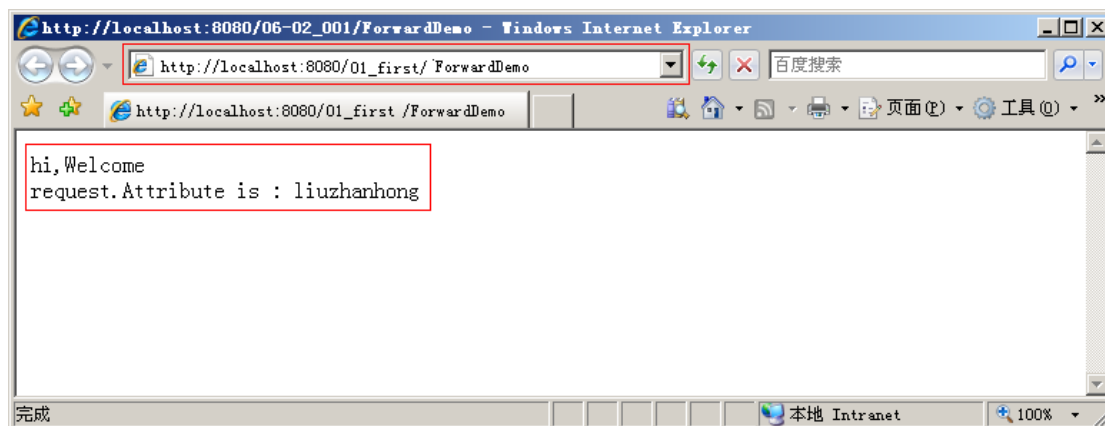 http://localhost:8080/06-02_001/ForwardDemo - Windows Internet Explorer
http://localhost:8080/01_first/ ForwardDemo
百度搜索
http://localhost:8080/01_first /ForwardDemo
页面(P)
工具(O)
hi,Welcome
request.Attribute is : liuzhanhong
完成
本地 Intranet
100%